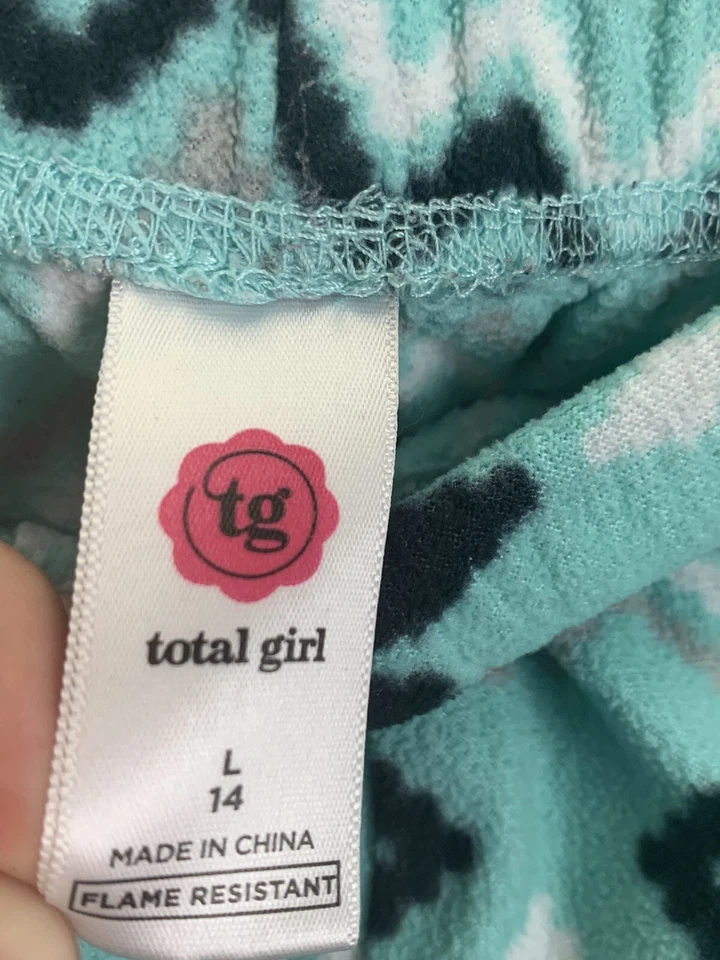 tg
total girl
L
14
MADE IN CHINA
FLAME RESISTANT